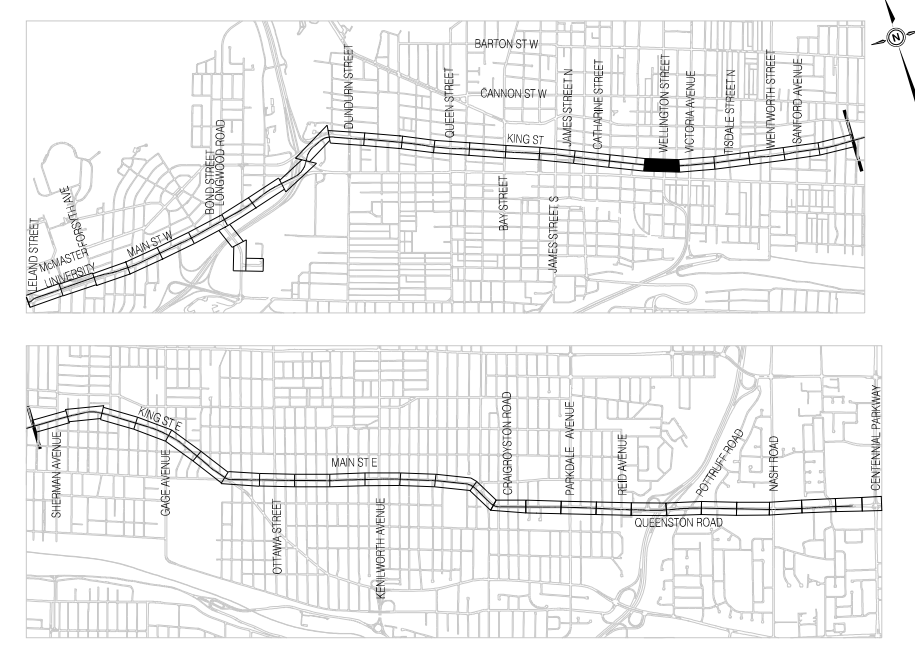 N
BARTON ST W
DUNDURN STREET
CANNON ST W
QUEEN STREET
JAMES STREET N
CATHARINE STREET
WELLINGTON STREET
VICTORIA AVENUE
TISDALE STREET N
WENTWORTH STREET
SANFORD AVENUE
KING ST
BOND STREET
LONGWOOD ROAD
FORSYTH AVE
LELAND STREET
McMASTER
UNIVERSITY
MAIN ST W
BAY STREET
JAMES STREET S
KING ST E
SHERMAN AVENUE
GAGE AVENUE
MAIN ST E
OTTAWA STREET
KENILWORTH AVENUE
CRAIGROYSTON ROAD
PARKDALE AVENUE
REID AVENUE
POTTRUFF ROAD
NASH ROAD
CENTENNIAL PARKWAY
QUEENSTON ROAD